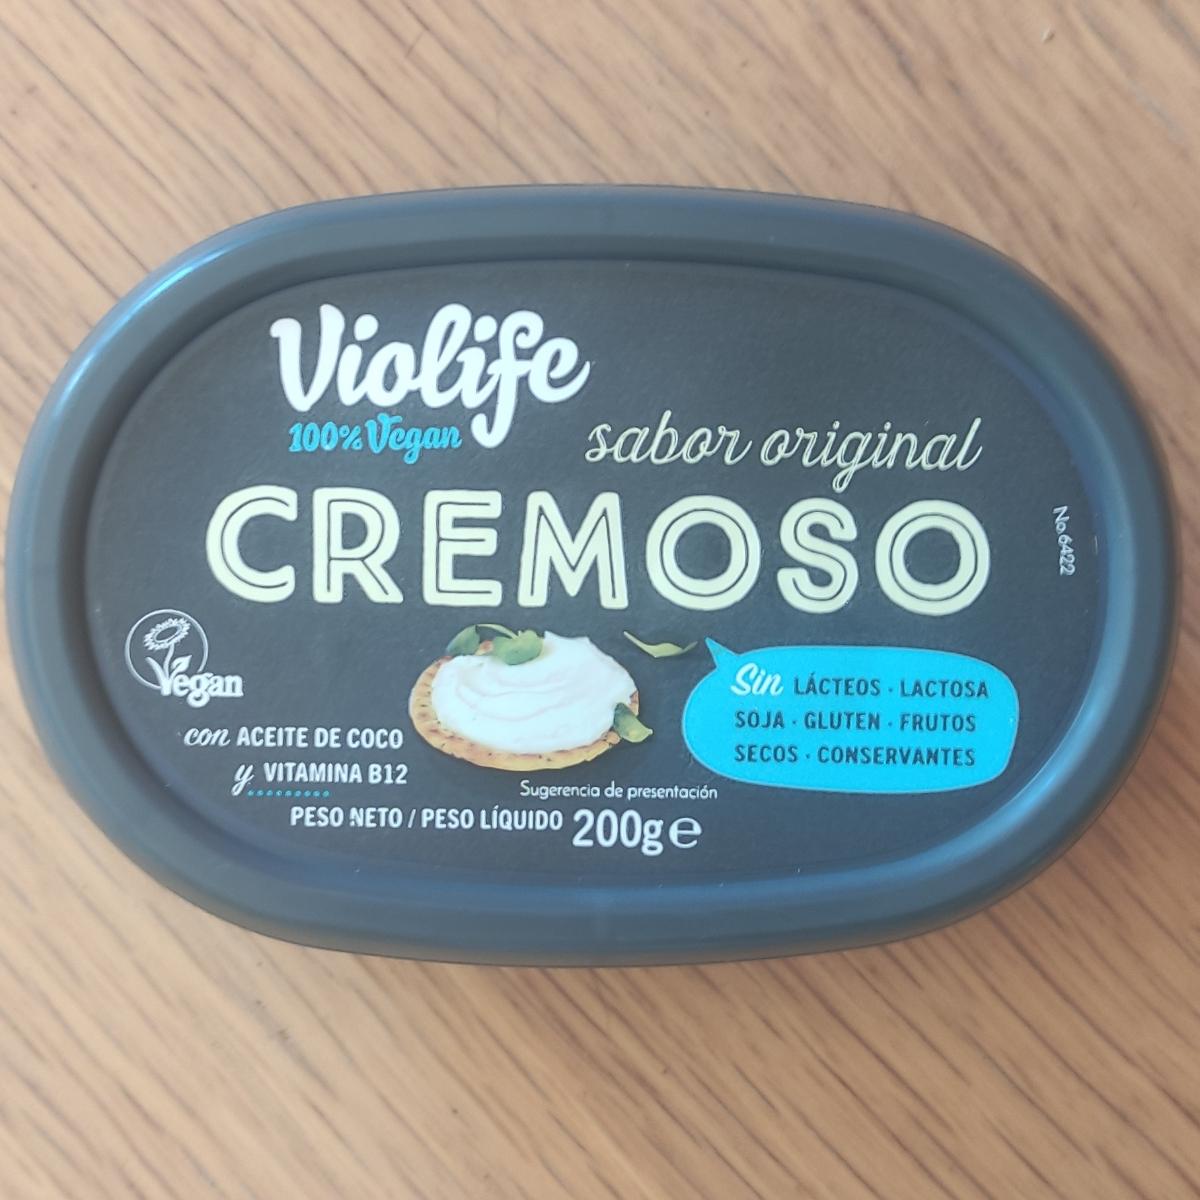 Violife
100% Vegan
sabor original
CREMOSO
No.6422
Vegan
con ACEITE DE COCO
y VITAMINA B12
Sin LÁCTEOS · LACTOSA
SOJA · GLUTEN · FRUTOS
SECOS · CONSERVANTES
Sugerencia de presentación
PESO NETO / PESO LÍQUIDO 200g e